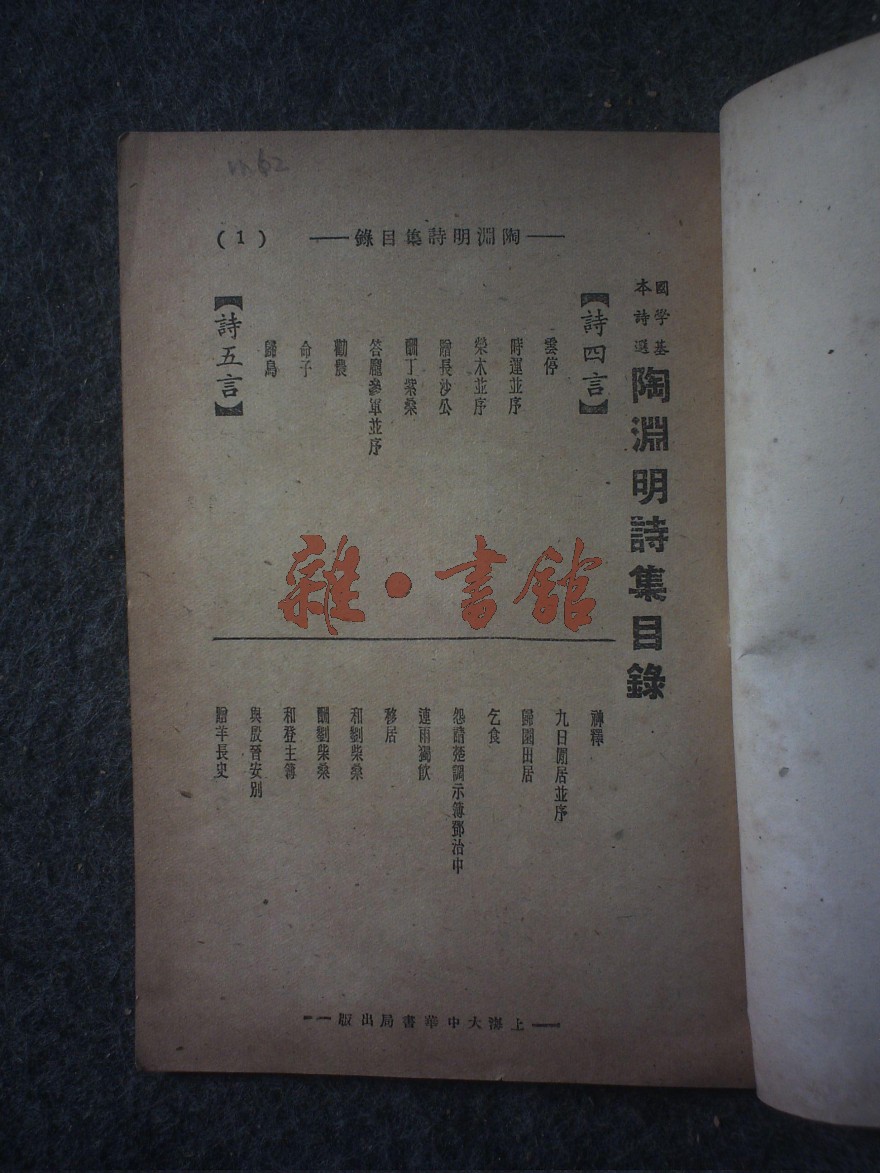 m62
(1)
——陶淵明詩集目錄——
國學基
本詩選
陶淵明詩集目錄
【詩四言】
雲停
時運並序
榮木並序
贈長沙公
酬丁紫桑
答龐參軍並序
勸農
命子
歸鳥
【詩五言】
雜·書館
神釋
九日閒居並序
歸園田居
乞食
怨詩楚調示簿鄧治中
連雨獨飲
移居
和劉柴桑
酬劉柴桑
和登主簿
與殷晉安別
贈羊長史
——上海大中華書局出版——